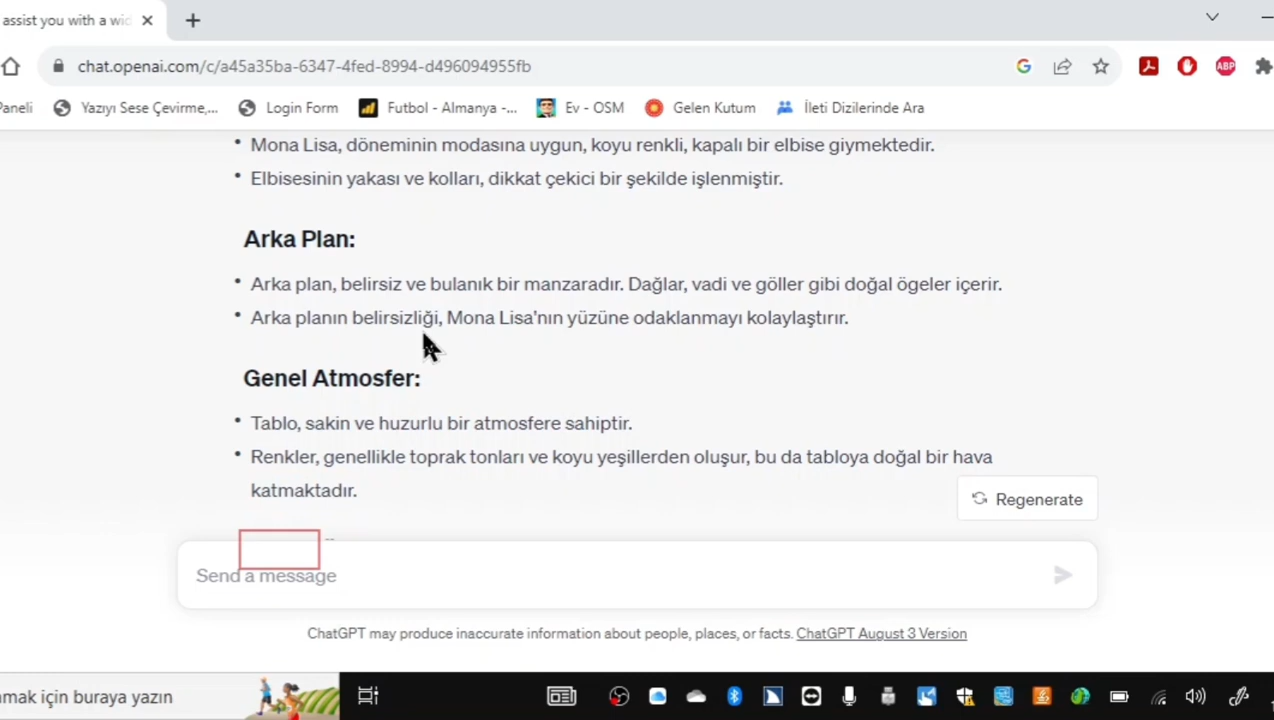 assist you with a wid
chat.openai.com/c/a45a35ba-6347-4fed-8994-d496094955fb
ABP
Paneli Yazıyı Sese Çevirme,... Login Form Futbol - Almanya -... Ev - OSM Gelen Kutum İleti Dizilerinde Ara
• Mona Lisa, döneminin modasına uygun, koyu renkli, kapalı bir elbise giymektedir.
• Elbisesinin yakası ve kolları, dikkat çekici bir şekilde işlenmiştir.
Arka Plan:
• Arka plan, belirsiz ve bulanık bir manzaradır. Dağlar, vadi ve göller gibi doğal ögeler içerir.
• Arka planın belirsizliği, Mona Lisa'nın yüzüne odaklanmayı kolaylaştırır.
Genel Atmosfer:
• Tablo, sakin ve huzurlu bir atmosfere sahiptir.
• Renkler, genellikle toprak tonları ve koyu yeşillerden oluşur, bu da tabloya doğal bir hava
katmaktadır.
Regenerate
Send a message
ChatGPT may produce inaccurate information about people, places, or facts. ChatGPT August 3 Version
amak için buraya yazın